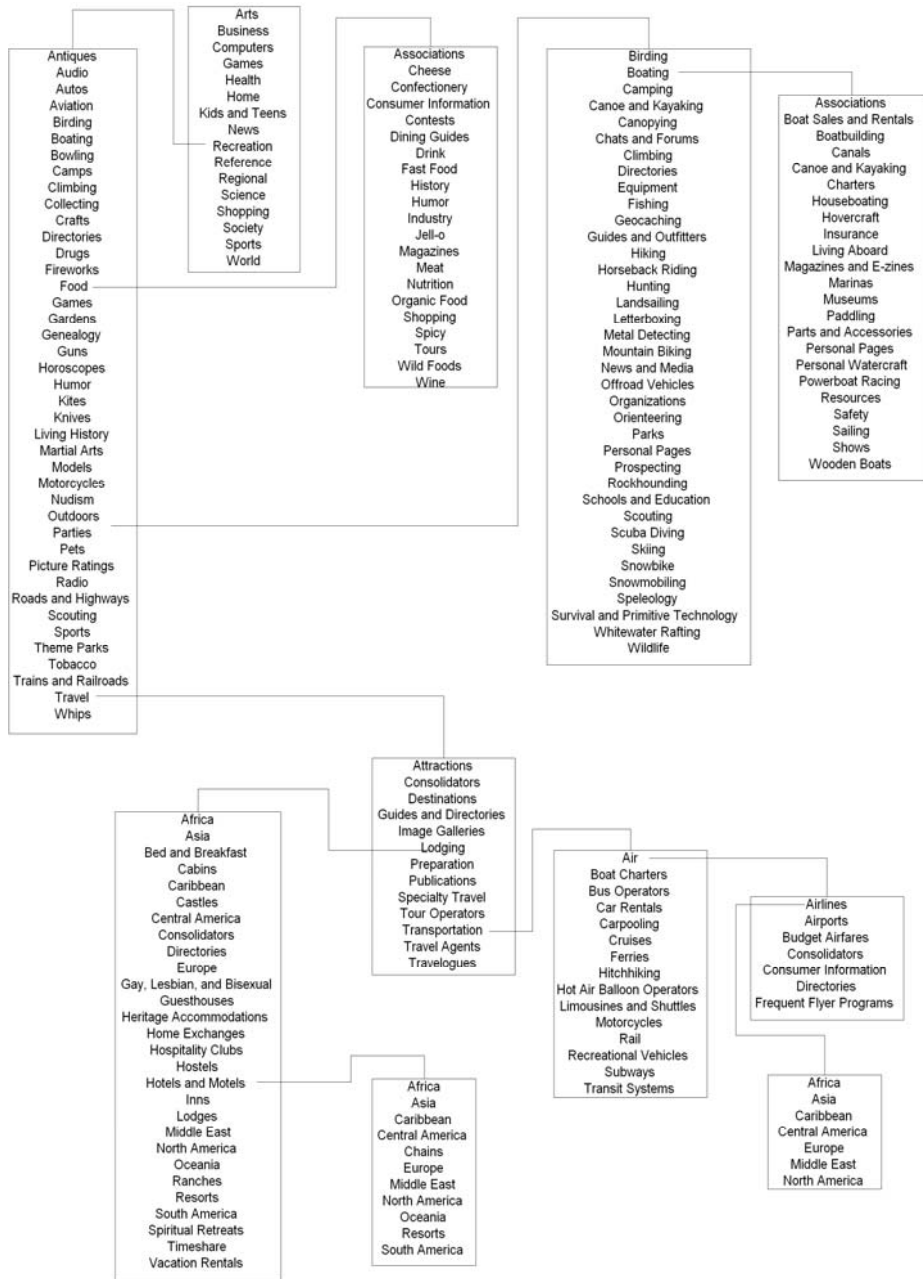 Arts
Business
Computers
Games
Health
Home
Kids and Teens
News
Recreation
Reference
Regional
Science
Shopping
Society
Sports
World
Antiques
Audio
Autos
Aviation
Birding
Boating
Bowling
Camps
Climbing
Collecting
Crafts
Directories
Drugs
Fireworks
Food
Games
Gardens
Genealogy
Guns
Horoscopes
Humor
Kites
Knives
Living History
Martial Arts
Models
Motorcycles
Nudism
Outdoors
Parties
Pets
Picture Ratings
Radio
Roads and Highways
Scouting
Sports
Theme Parks
Tobacco
Trains and Railroads
Travel
Whips
Associations
Cheese
Confectionery
Consumer Information
Contests
Dining Guides
Drink
Fast Food
History
Humor
Industry
Jell-o
Magazines
Meat
Nutrition
Organic Food
Shopping
Spicy
Tours
Wild Foods
Wine
Birding
Boating
Camping
Canoe and Kayaking
Canopying
Chats and Forums
Climbing
Directories
Equipment
Fishing
Geocaching
Guides and Outfitters
Hiking
Horseback Riding
Hunting
Landsailing
Letterboxing
Metal Detecting
Mountain Biking
News and Media
Offroad Vehicles
Organizations
Orienteering
Parks
Personal Pages
Prospecting
Rockhounding
Schools and Education
Scouting
Scuba Diving
Skiing
Snowbike
Snowmobiling
Speleology
Survival and Primitive Technology
Whitewater Rafting
Wildlife
Associations
Boat Sales and Rentals
Boatbuilding
Canals
Canoe and Kayaking
Charters
Houseboating
Hovercraft
Insurance
Living Aboard
Magazines and E-zines
Marinas
Museums
Paddling
Parts and Accessories
Personal Pages
Personal Watercraft
Powerboat Racing
Resources
Safety
Sailing
Shows
Wooden Boats
Attractions
Consolidators
Destinations
Guides and Directories
Image Galleries
Lodging
Preparation
Publications
Specialty Travel
Tour Operators
Transportation
Travel Agents
Travelogues
Africa
Asia
Bed and Breakfast
Cabins
Caribbean
Castles
Central America
Consolidators
Directories
Europe
Gay, Lesbian, and Bisexual
Guesthouses
Heritage Accommodations
Home Exchanges
Hospitality Clubs
Hostels
Hotels and Motels
Inns
Lodges
Middle East
North America
Oceania
Ranches
Resorts
South America
Spiritual Retreats
Timeshare
Vacation Rentals
Africa
Asia
Caribbean
Central America
Chains
Europe
Middle East
North America
Oceania
Resorts
South America
Air
Boat Charters
Bus Operators
Car Rentals
Carpooling
Cruises
Ferries
Hitchhiking
Hot Air Balloon Operators
Limousines and Shuttles
Motorcycles
Rail
Recreational Vehicles
Subways
Transit Systems
Airlines
Airports
Budget Airfares
Consolidators
Consumer Information
Directories
Frequent Flyer Programs
Africa
Asia
Caribbean
Central America
Europe
Middle East
North America